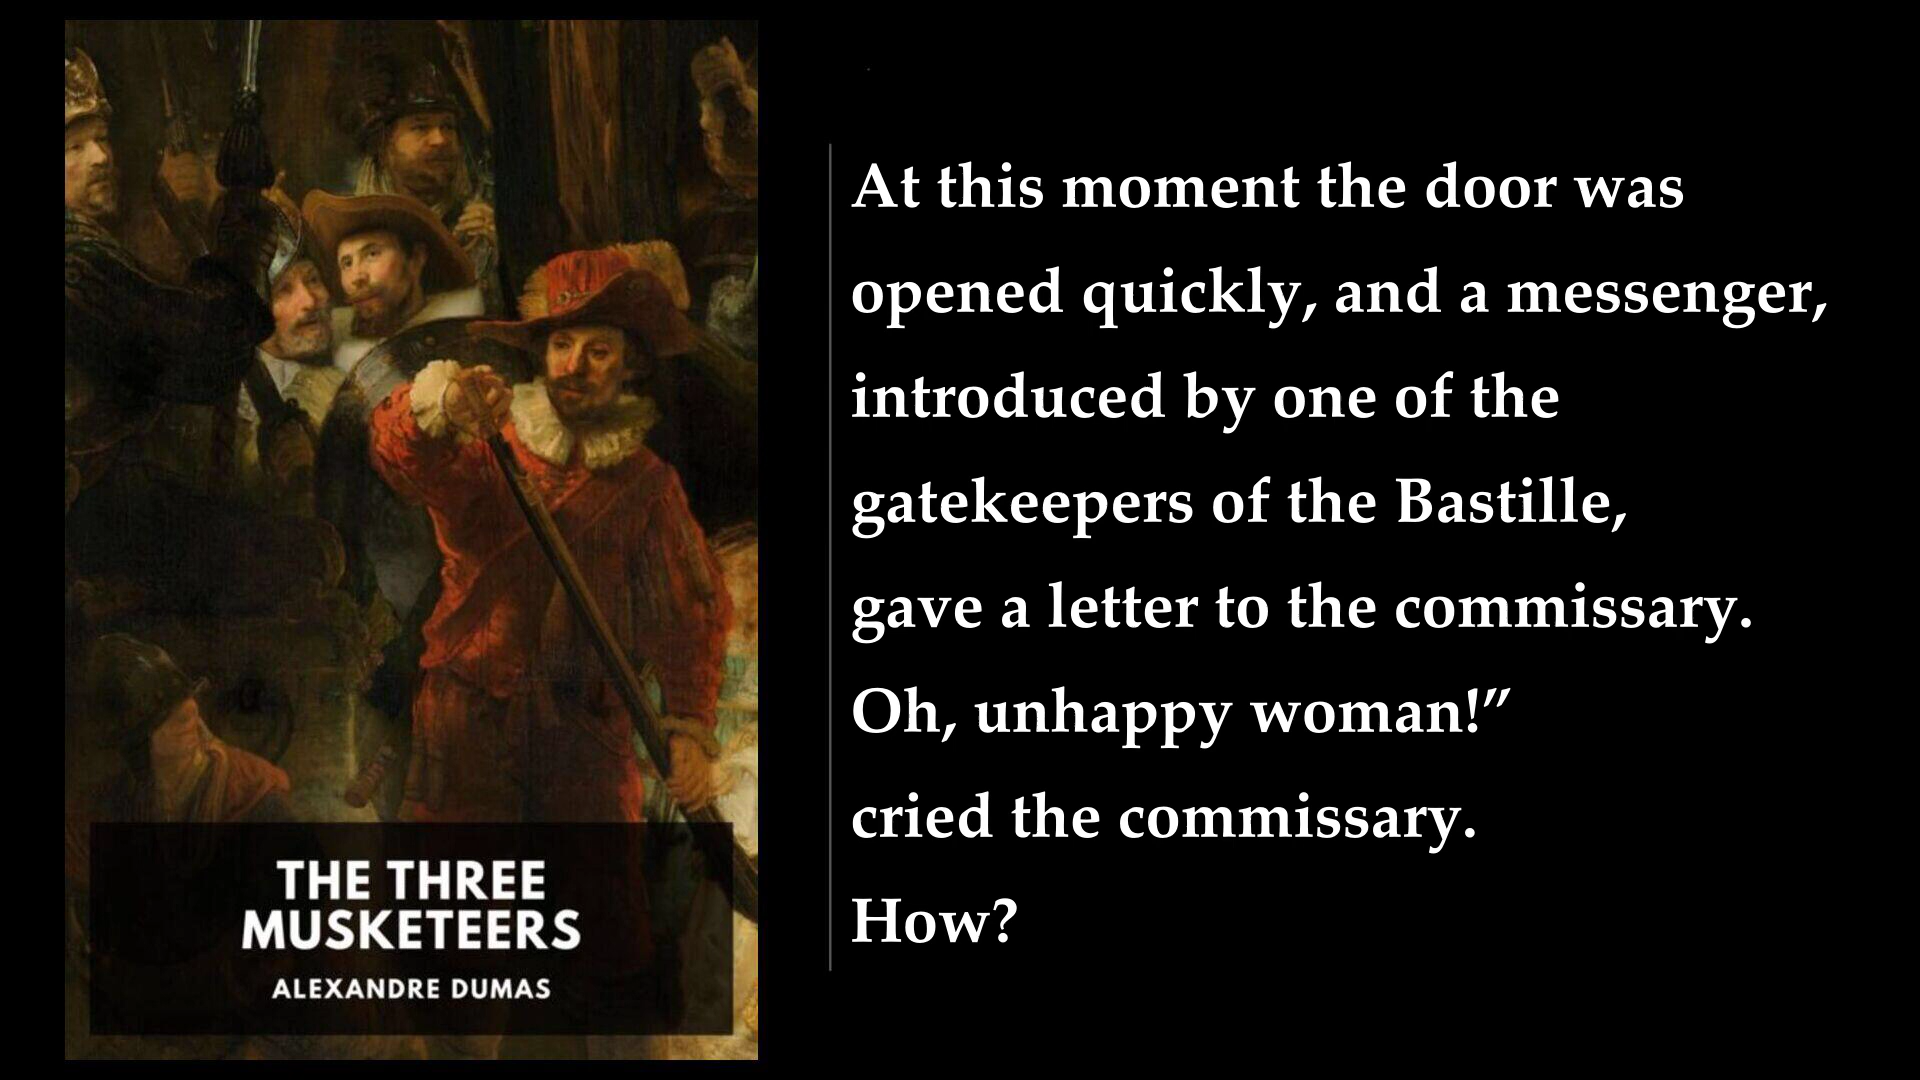 THE THREE
MUSKETEERS
ALEXANDRE DUMAS
At this moment the door was
opened quickly, and a messenger,
introduced by one of the
gatekeepers of the Bastille,
gave a letter to the commissary.
Oh, unhappy woman!”
cried the commissary.
How?